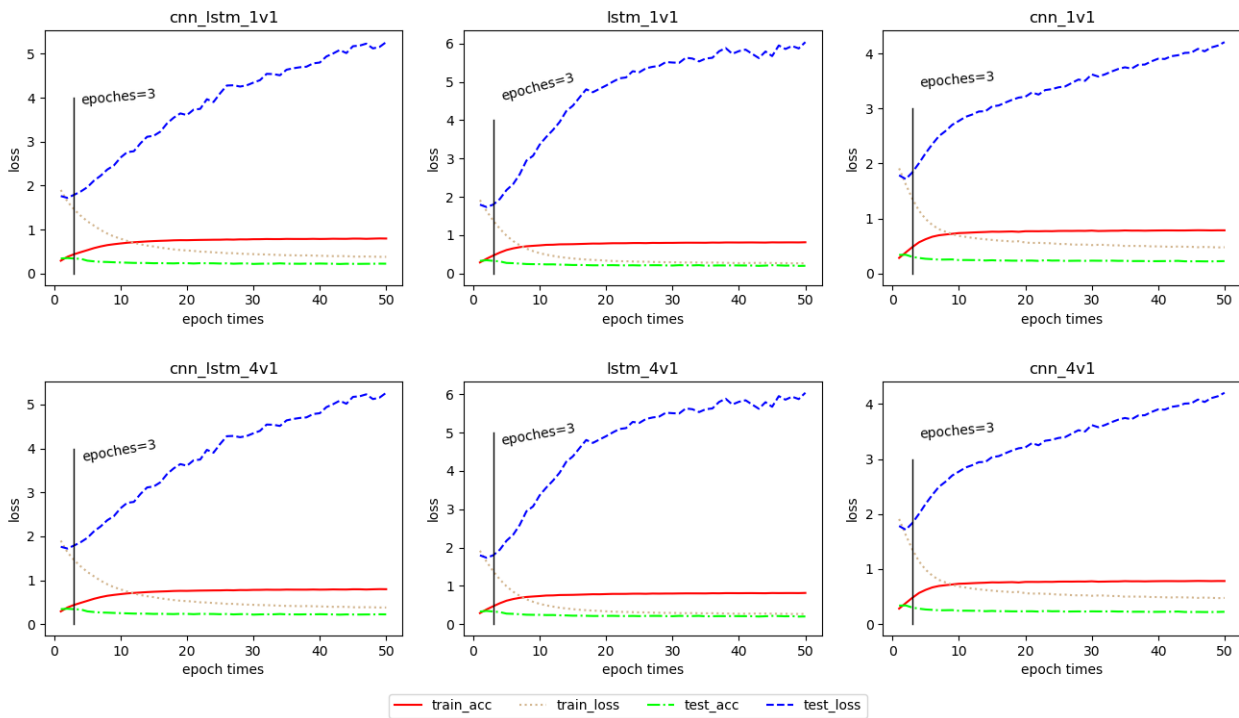 cnn_lstm_1v1
epoches=3
loss
5
4
3
2
1
0
0 10 20 30 40 50
epoch times
lstm_1v1
epoches=3
loss
6
5
4
3
2
1
0
0 10 20 30 40 50
epoch times
cnn_1v1
epoches=3
loss
4
3
2
1
0
0 10 20 30 40 50
epoch times
cnn_lstm_4v1
epoches=3
loss
5
4
3
2
1
0
0 10 20 30 40 50
epoch times
lstm_4v1
epoches=3
loss
6
5
4
3
2
1
0
0 10 20 30 40 50
epoch times
cnn_4v1
epoches=3
loss
4
3
2
1
0
0 10 20 30 40 50
epoch times
train_acc train_loss test_acc test_loss